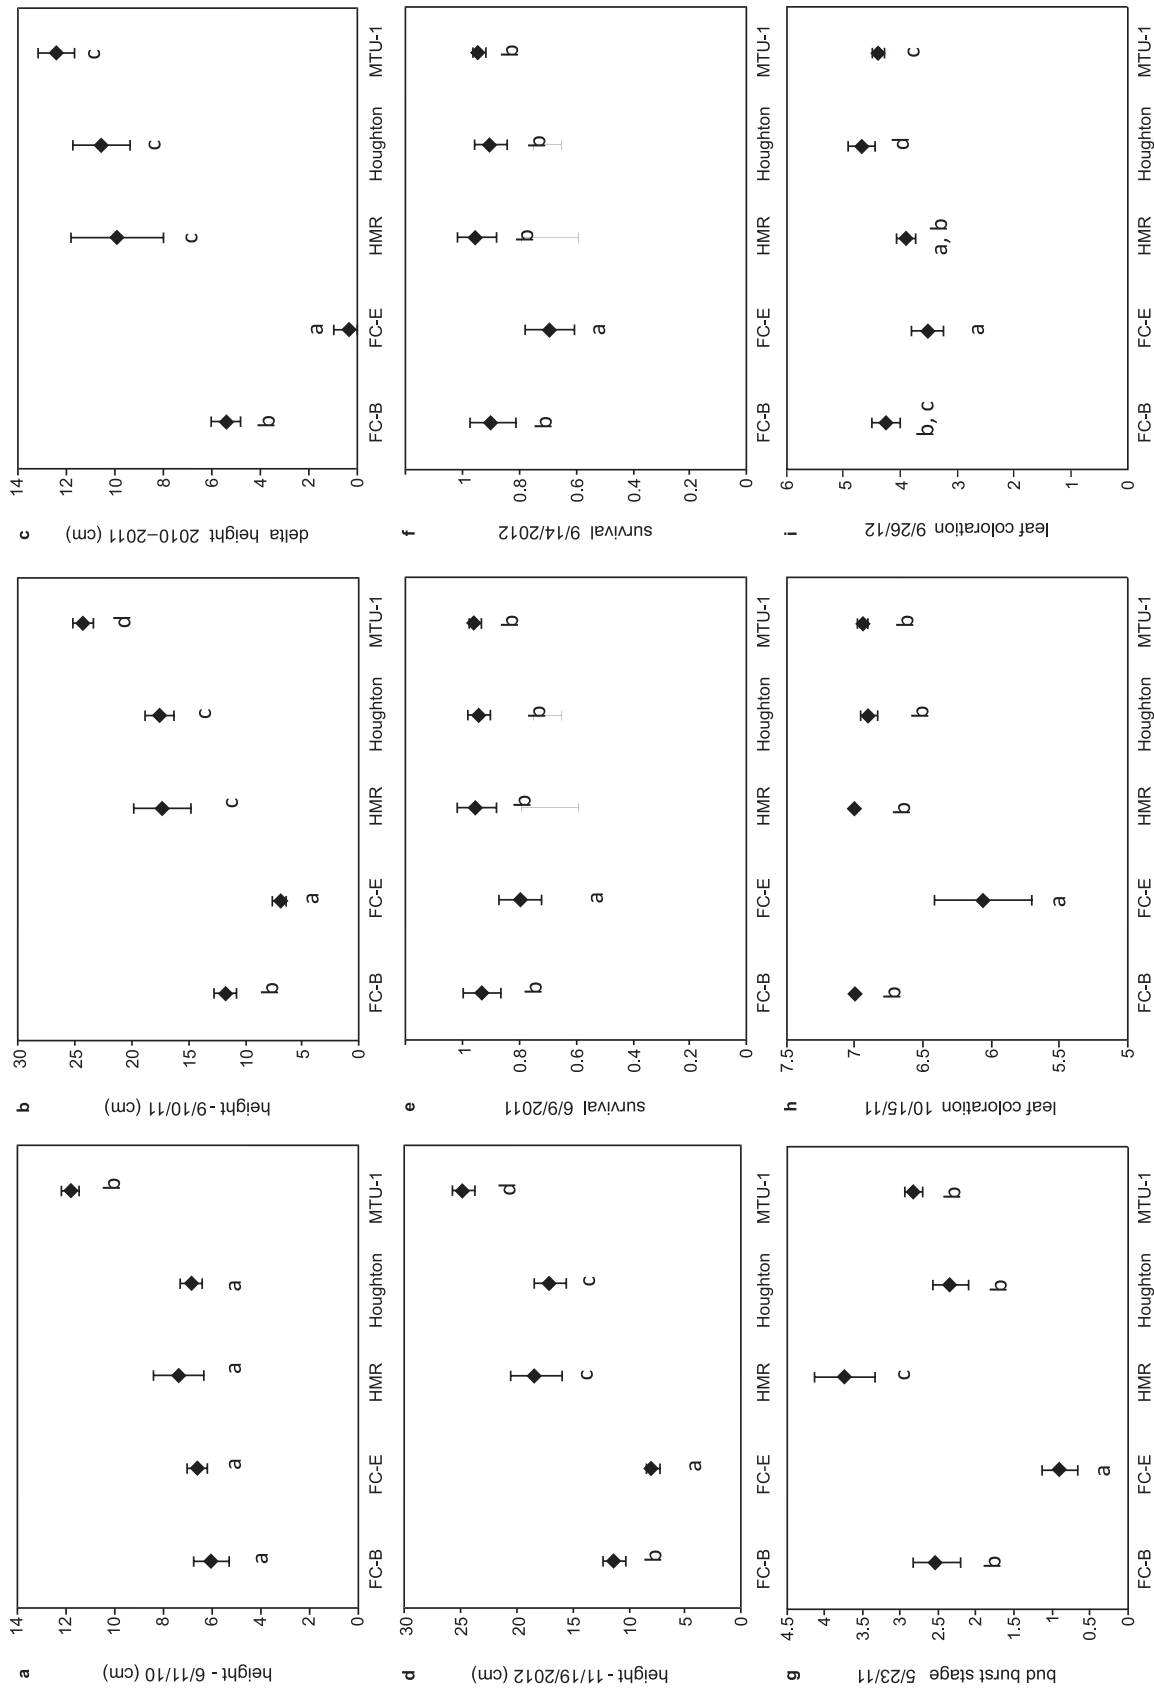 a
height - 6/11/10 (cm)
14
12
10
8
6
4
2
0
a
a
a
a
b
FC-B FC-E HMR Houghton MTU-1
b
height - 9/10/11 (cm)
30
25
20
15
10
5
0
b
a
c
c
d
FC-B FC-E HMR Houghton MTU-1
c
delta height 2010–2011 (cm)
14
12
10
8
6
4
2
0
b
a
c
c
c
FC-B FC-E HMR Houghton MTU-1
d
height - 11/19/2012 (cm)
30
25
20
15
10
5
0
b
a
c
c
d
FC-B FC-E HMR Houghton MTU-1
e
survival 6/9/2011
1
0.8
0.6
0.4
0.2
0
b
a
b
b
b
FC-B FC-E HMR Houghton MTU-1
f
survival 9/14/2012
1
0.8
0.6
0.4
0.2
0
b
a
b
b
b
FC-B FC-E HMR Houghton MTU-1
g
bud burst stage 5/23/11
4.5
4
3.5
3
2.5
2
1.5
1
0.5
0
b
a
c
b
b
FC-B FC-E HMR Houghton MTU-1
h
leaf coloration 10/15/11
7.5
7
6.5
6
5.5
5
b
a
b
b
b
FC-B FC-E HMR Houghton MTU-1
i
leaf coloration 9/26/12
6
5
4
3
2
1
0
b, c
a
a, b
d
c
FC-B FC-E HMR Houghton MTU-1